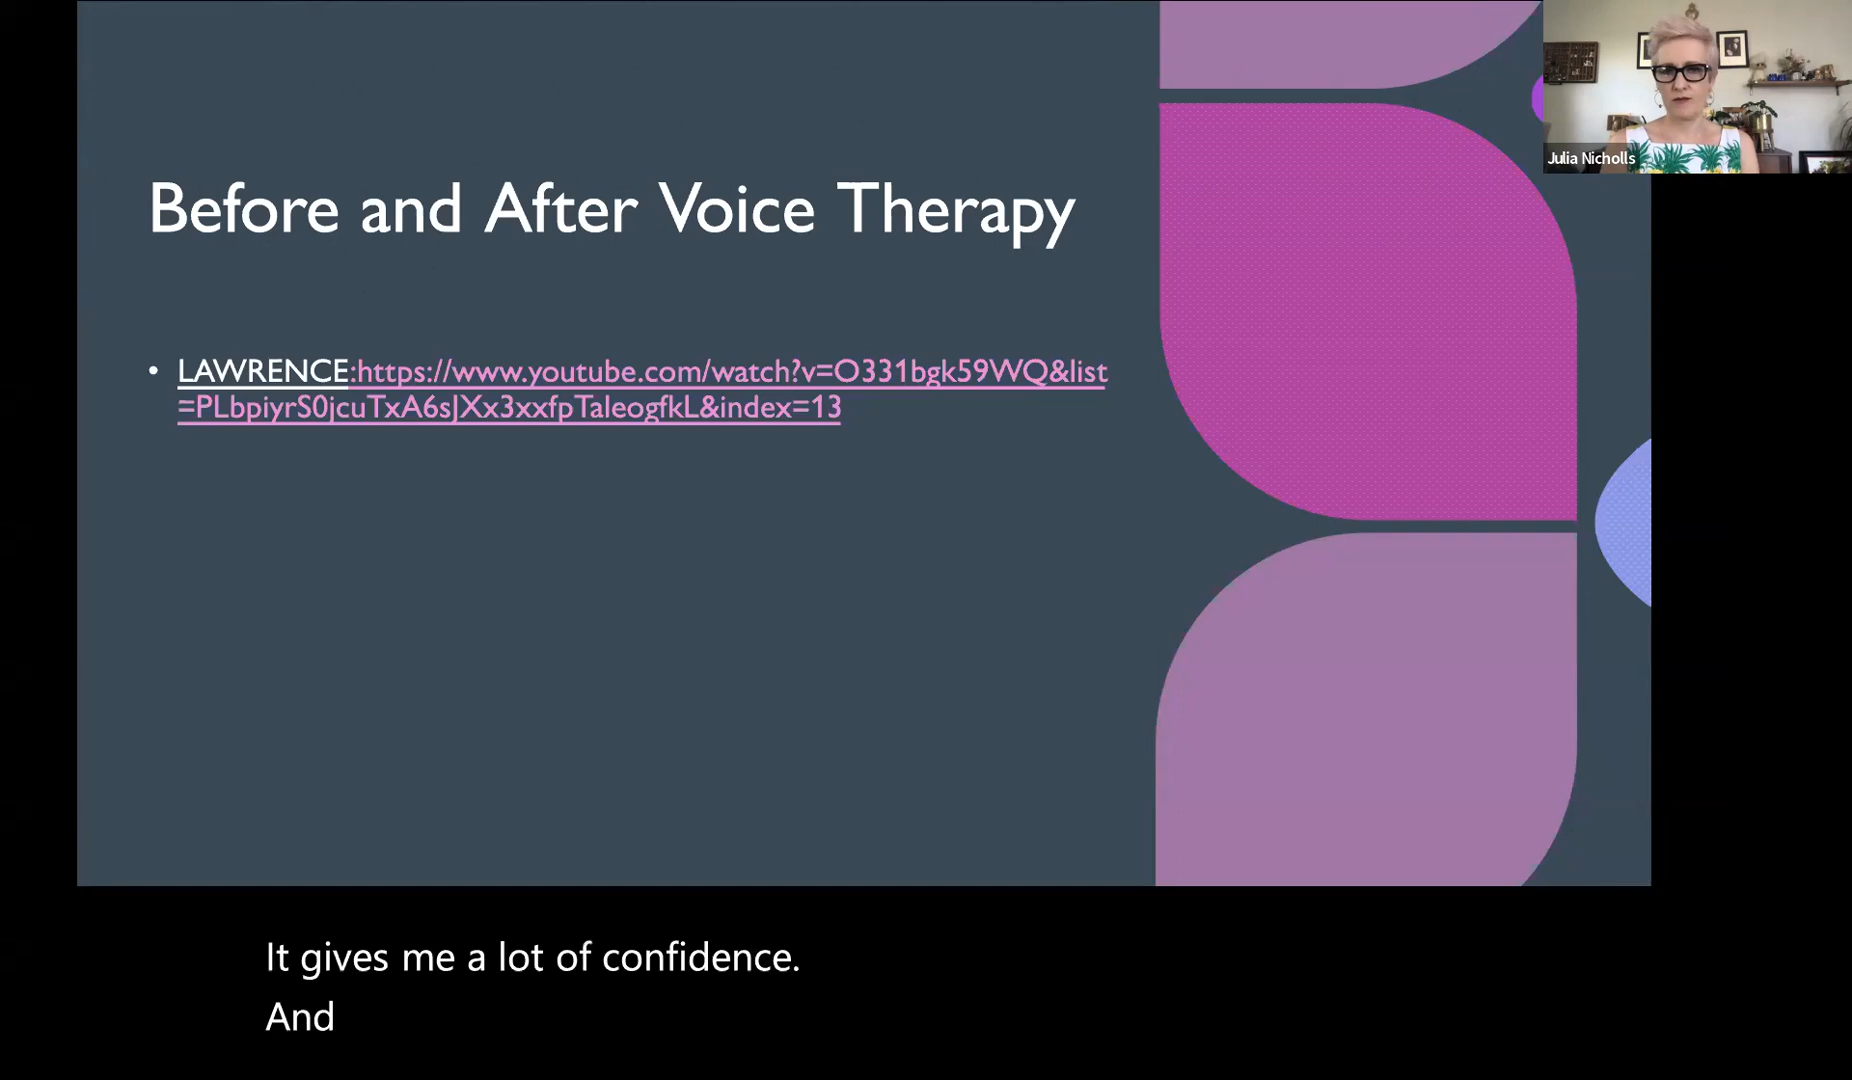 Before and After Voice Therapy
• LAWRENCE:https://www.youtube.com/watch?v=O331bgk59WQ&list
=PLbpiyrS0jcuTxA6sJXx3xxfpTaleogfkL&index=13
Julia Nicholls
It gives me a lot of confidence.
And